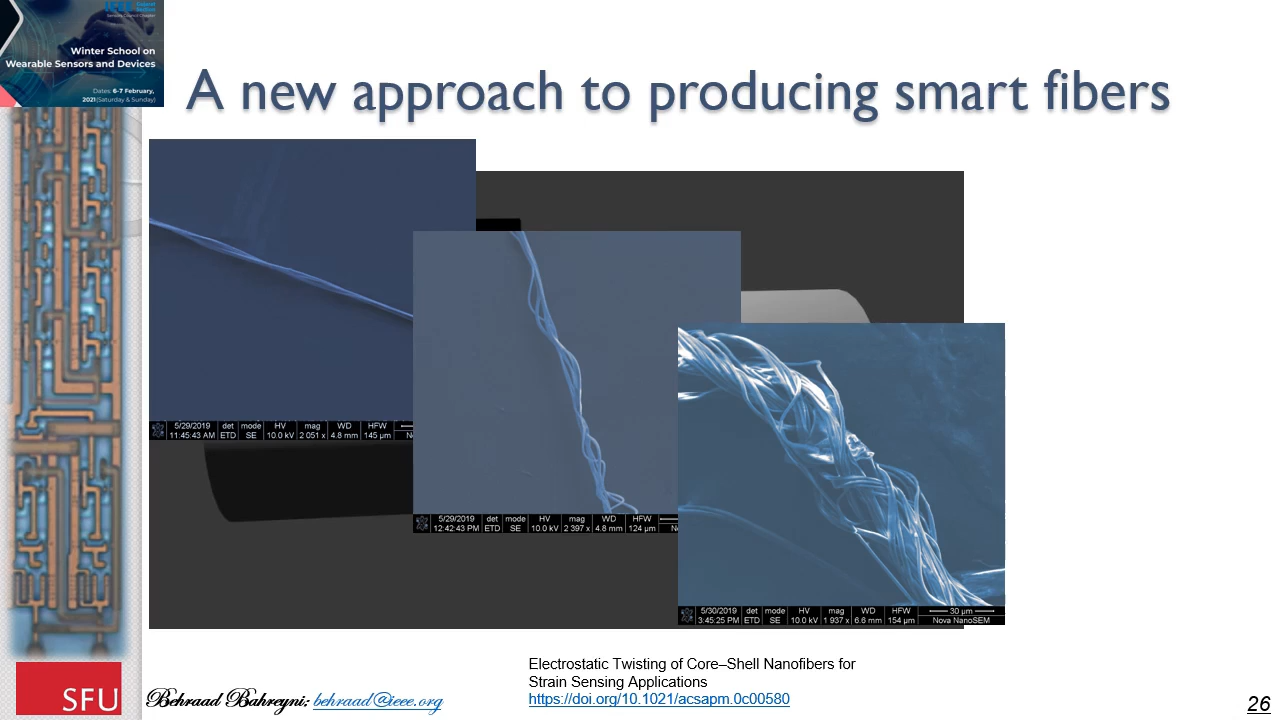 IEEE Gujarat Section
Sensors Council Chapter
Winter School on
Wearable Sensors and Devices
Dates: 6-7 February,
2021(Saturday & Sunday)
A new approach to producing smart fibers
5/29/2019 det mode HV mag WD HFW
11:45:43 AM ETD SE 10.0 kV 2 051 x 4.8 mm 145 µm
5/29/2019 det mode HV mag WD HFW
12:42:43 PM ETD SE 10.0 kV 2 397 x 4.8 mm 124 µm
5/30/2019 det mode HV mag WD HFW 30 µm
3:45:25 PM ETD SE 10.0 kV 1 937 x 6.6 mm 154 µm Nova NanoSEM
Electrostatic Twisting of Core–Shell Nanofibers for
Strain Sensing Applications
https://doi.org/10.1021/acsapm.0c00580
SFU
Behraad Bahreyni; behraad@ieee.org
26